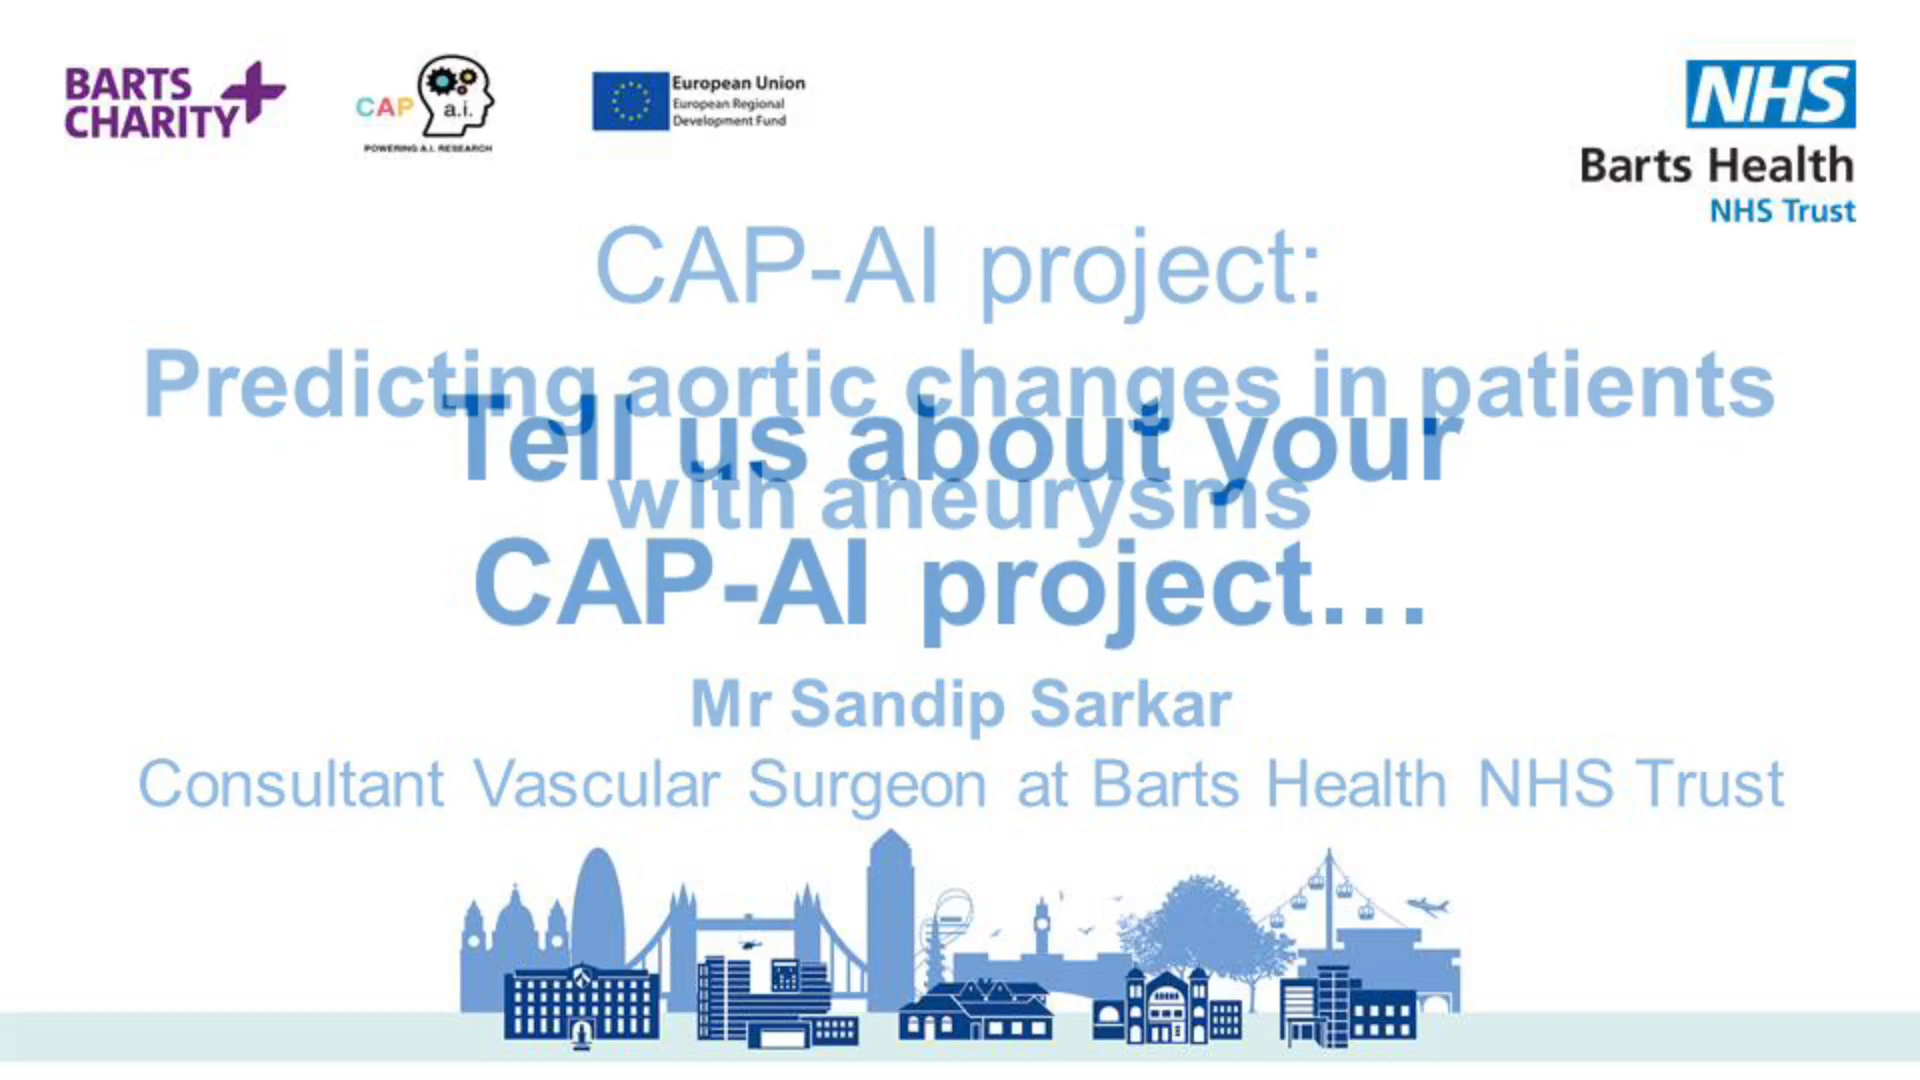 BARTS
CHARITY
CAP
a.i.
POWERING A.I. RESEARCH
European Union
European Regional
Development Fund
NHS
Barts Health
NHS Trust
CAP-AI project:
Predicting aortic changes in patients
with aneurysms
Tell us about your
CAP-AI project...
Mr Sandip Sarkar
Consultant Vascular Surgeon at Barts Health NHS Trust